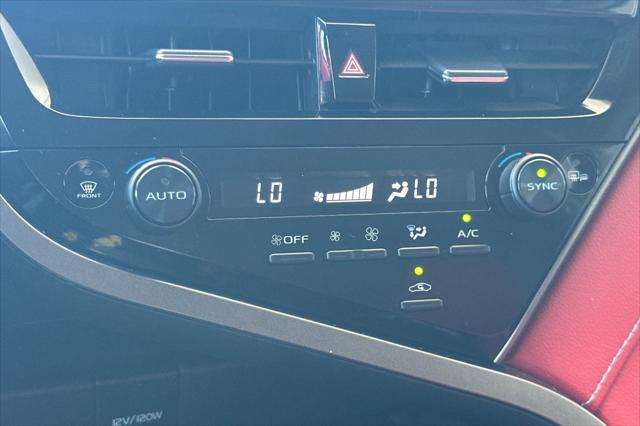 FRONT
AUTO
LO
LO
SYNC
OFF
A/C
12V/120W